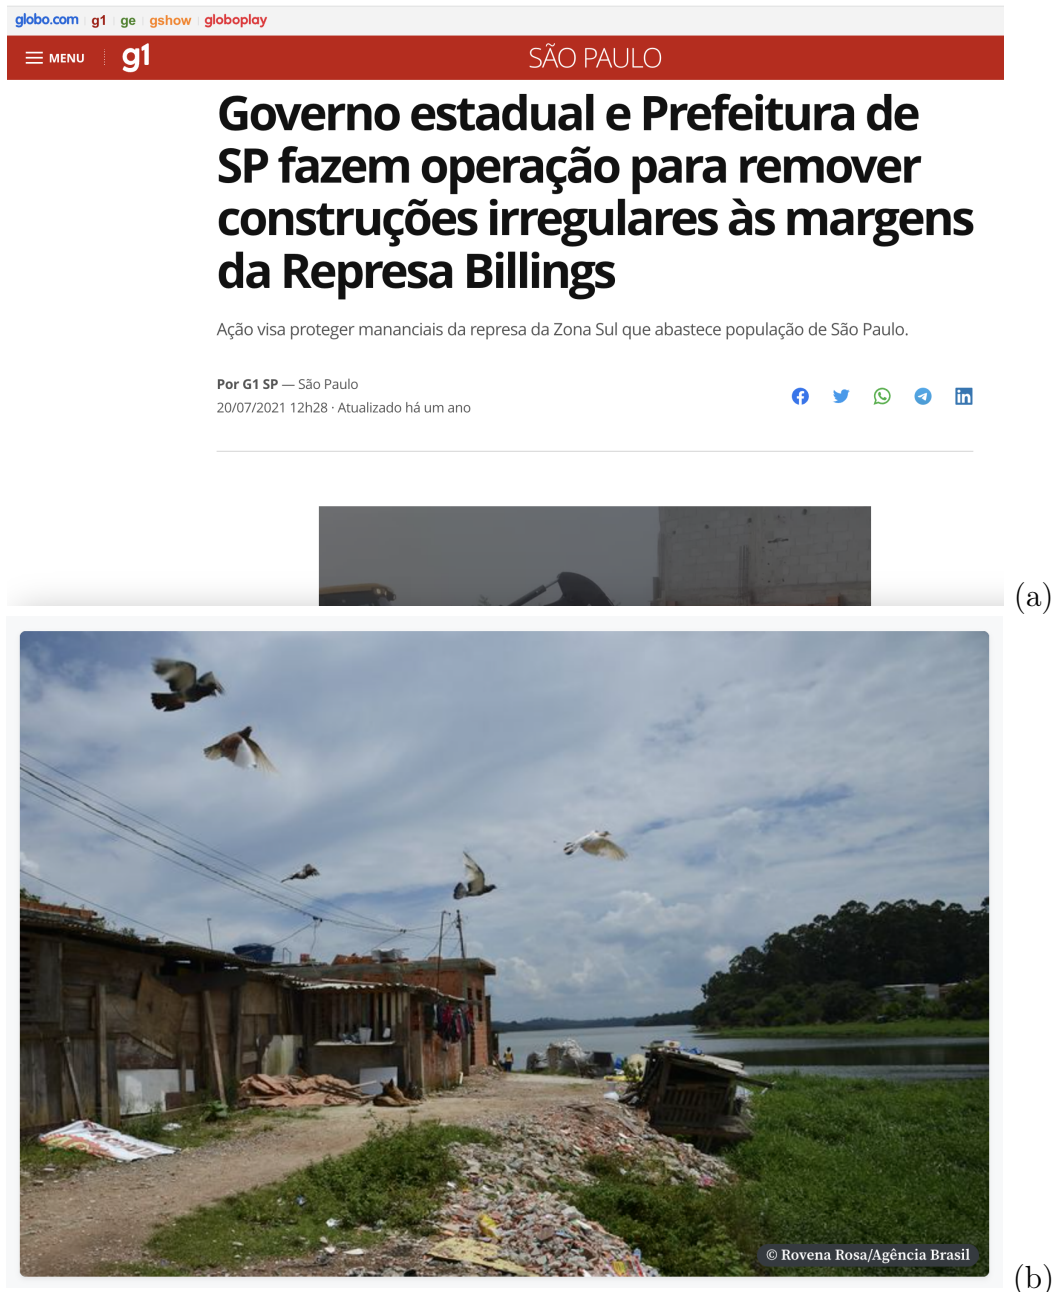 globo.com g1 ge gshow globoplay
MENU g1 SÃO PAULO
Governo estadual e Prefeitura de
SP fazem operação para remover
construções irregulares às margens
da Represa Billings
Ação visa proteger mananciais da represa da Zona Sul que abastece população de São Paulo.
Por G1 SP — São Paulo
20/07/2021 12h28 · Atualizado há um ano
(a)
© Rovena Rosa/Agência Brasil
(b)